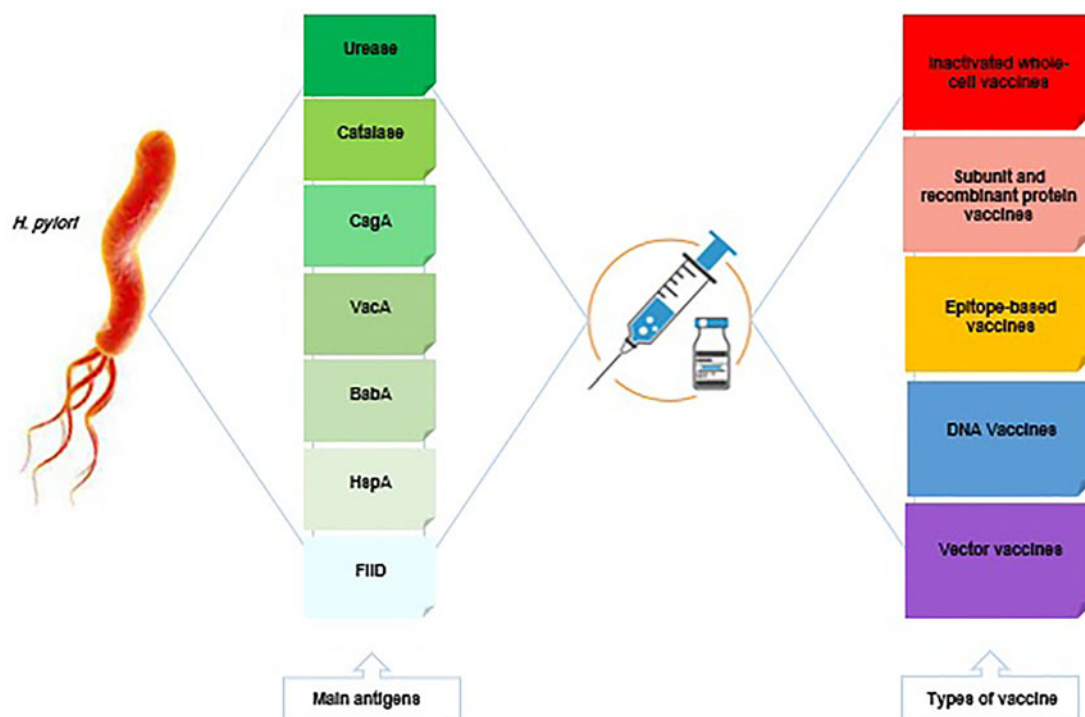 H. pylori
Urease
Catalase
CagA
VacA
BabA
HspA
FliD
Main antigens
Inactivated whole-
cell vaccines
Subunit and
recombinant protein
vaccines
Epitope-based
vaccines
DNA Vaccines
Vector vaccines
Types of vaccine